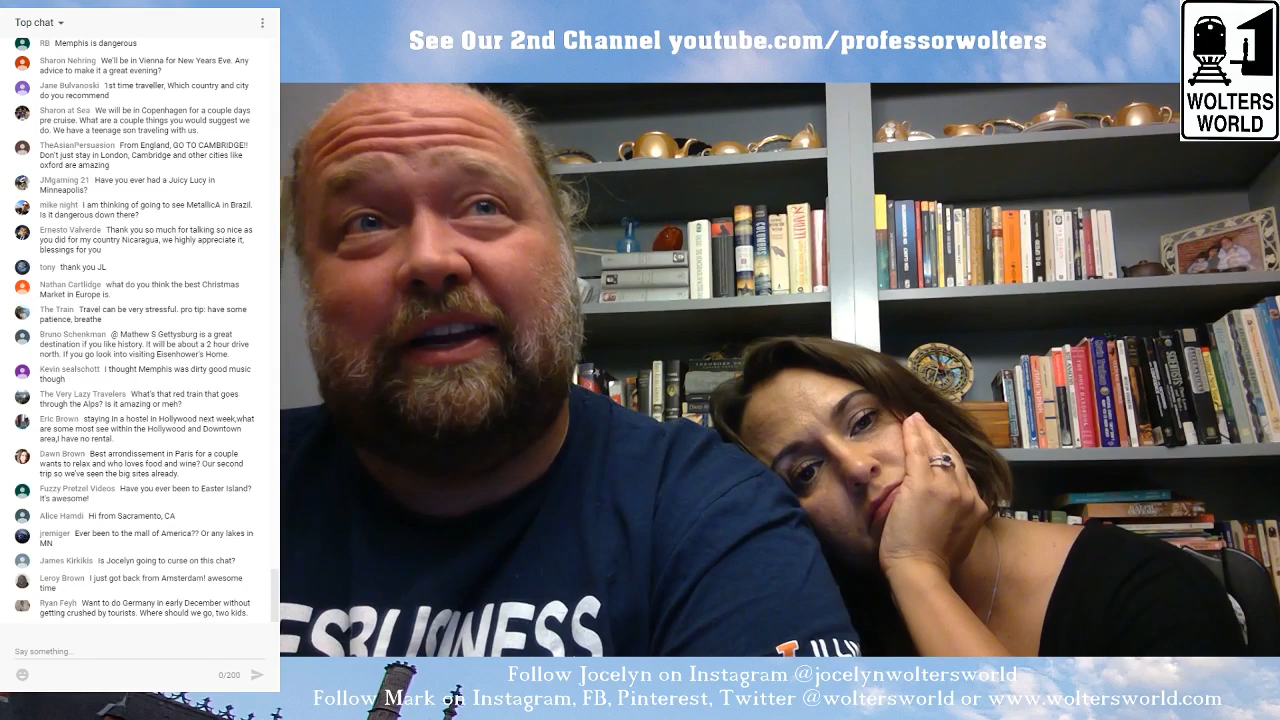 Top chat
RB Memphis is dangerous
Sharon Nehring We'll be in Vienna for New Years Eve. Any
advice to make it a great evening?
Jane Bulvanoski 1st time traveller, Which country and city
do you recommend
Sharon at Sea We will be in Copenhagen for a couple days
pre cruise. What are a couple things you would suggest we
do. We have a teenage son traveling with us.
TheAsianPersuasion From England, GO TO CAMBRIDGE!!
Don't just stay in London, Cambridge and other cities like
oxford are amazing
JMgaming 21 Have you ever had a Juicy Lucy in
Minneapolis?
mike night I am thinking of going to see MetallicA in Brazil.
Is it dangerous down there?
Ernesto Valverde Thank you so much for talking so nice as
you did for my country Nicaragua, we highly appreciate it,
blessings for you
tony thank you JL
Nathan Cartlidge what do you think the best Christmas
Market in Europe is.
The Train Travel can be very stressful. pro tip: have some
patience, breathe
Bruno Schenkman @ Mathew S Gettysburg is a great
destination if you like history. It will be about a 2 hour drive
north. If you go look into visiting Eisenhower's Home.
Kevin sealschott I thought Memphis was dirty good music
though
The Very Lazy Travelers What's that red train that goes
through the Alps? Is it amazing or meh?
Eric Brown staying in a hostel in Hollywood next week,what
are some most see within the Hollywood and Downtown
area,I have no rental.
Dawn Brown Best arrondissement in Paris for a couple
wants to relax and who loves food and wine? Our second
trip so we've seen the big sites already.
Fuzzy Pretzel Videos Have you ever been to Easter Island?
It's awesome!
Alice Hamdi Hi from Sacramento, CA
jremiger Ever been to the mall of America?? Or any lakes in
MN
James Kirkikis Is Jocelyn going to curse on this chat?
Leroy Brown I just got back from Amsterdam! awesome
time
Ryan Feyh Want to do Germany in early December without
getting crushed by tourists. Where should we go, two kids.
Say something...
0/200
See Our 2nd Channel youtube.com/professorwolters
WOLTERS
WORLD
ESBUSINESS
Follow Jocelyn on Instagram @jocelynwoltersworld
Follow Mark on Instagram, FB, Pinterest, Twitter @woltersworld or www.woltersworld.com